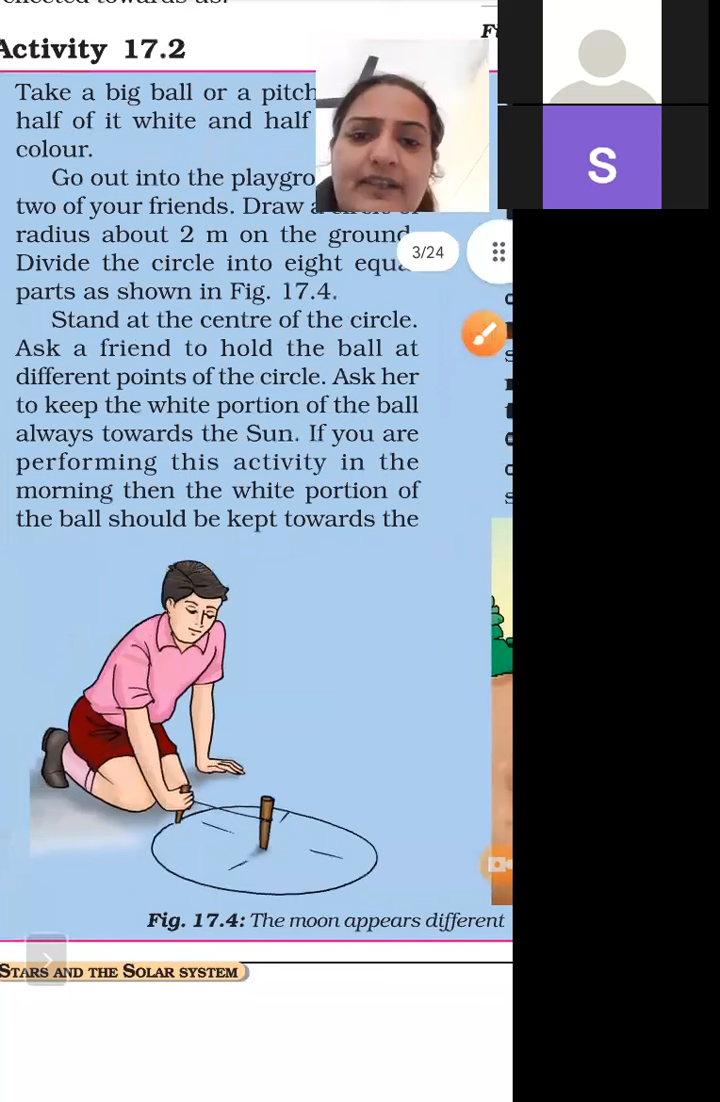 Activity 17.2
Take a big ball or a pitch
half of it white and half
colour.
Go out into the playgro
two of your friends. Draw a circle of
radius about 2 m on the ground.
Divide the circle into eight equa
parts as shown in Fig. 17.4.
Stand at the centre of the circle.
Ask a friend to hold the ball at
different points of the circle. Ask her
to keep the white portion of the ball
always towards the Sun. If you are
performing this activity in the
morning then the white portion of
the ball should be kept towards the
Fig. 17.4: The moon appears different
STARS AND THE SOLAR SYSTEM
S
3/24